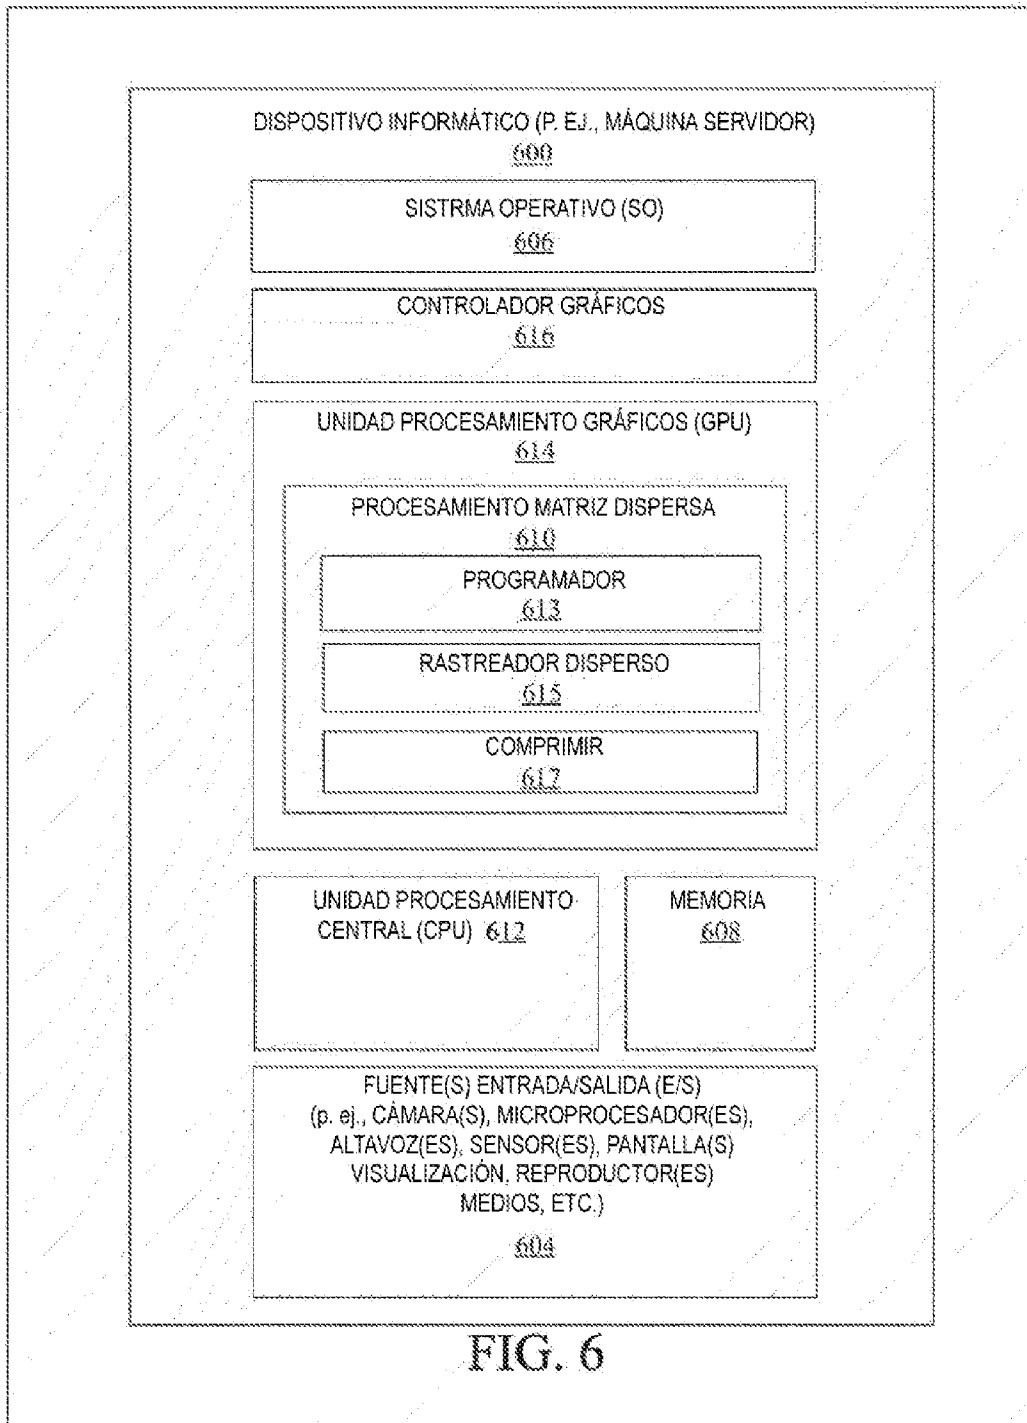 DISPOSITIVO INFORMÁTICO (P. EJ., MÁQUINA SERVIDOR)
600
SISTRMA OPERATIVO (SO)
606
CONTROLADOR GRÁFICOS
616
UNIDAD PROCESAMIENTO GRÁFICOS (GPU)
614
PROCESAMIENTO MATRIZ DISPERSA
610
PROGRAMADOR
613
RASTREADOR DISPERSO
615
COMPRIMIR
617
UNIDAD PROCESAMIENTO
CENTRAL (CPU) 612
MEMORIA
608
FUENTE(S) ENTRADA/SALIDA (E/S)
(p. ej., CÁMARA(S), MICROPROCESADOR(ES),
ALTAVOZ(ES), SENSOR(ES), PANTALLA(S)
VISUALIZACIÓN, REPRODUCTOR(ES)
MEDIOS, ETC.)
604
FIG. 6